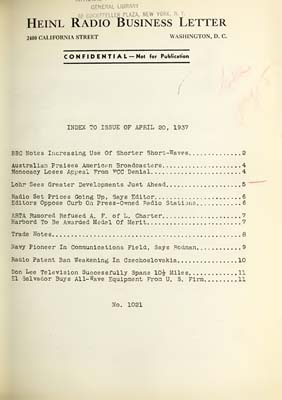 GENERAL LIBRARY
ROCKEFELLER PLAZA, NEW YORK, N. Y.
HEINL RADIO BUSINESS LETTER
2400 CALIFORNIA STREET WASHINGTON, D. C.
CONFIDENTIAL—Not for Publication
INDEX TO ISSUE OF APRIL 20, 1937
BBC Notes Increasing Use Of Shorter Short-Waves..............2
Australian Praises American Broadcasters.....................4
Monocacy Loses Appeal From FCC Denial........................4
Lohr Sees Greater Developments Just Ahead....................5
Radio Set Prices Going Up, Says Editor.......................6
Editors Oppose Curb On Press-Owned Radio Stations............6
ARTA Rumored Refused A. F. of L. Charter.....................7
Harbord To Be Awarded Medal Of Merit.........................7
Trade Notes..................................................8
Navy Pioneer In Communications Field, Says Rodman............9
Radio Patent Ban Weakening In Czechoslovakia................10
Don Lee Television Successfully Spans 10½ Miles.............11
El Salvador Buys All-Wave Equipment From U. S. Firm.........11
No. 1021